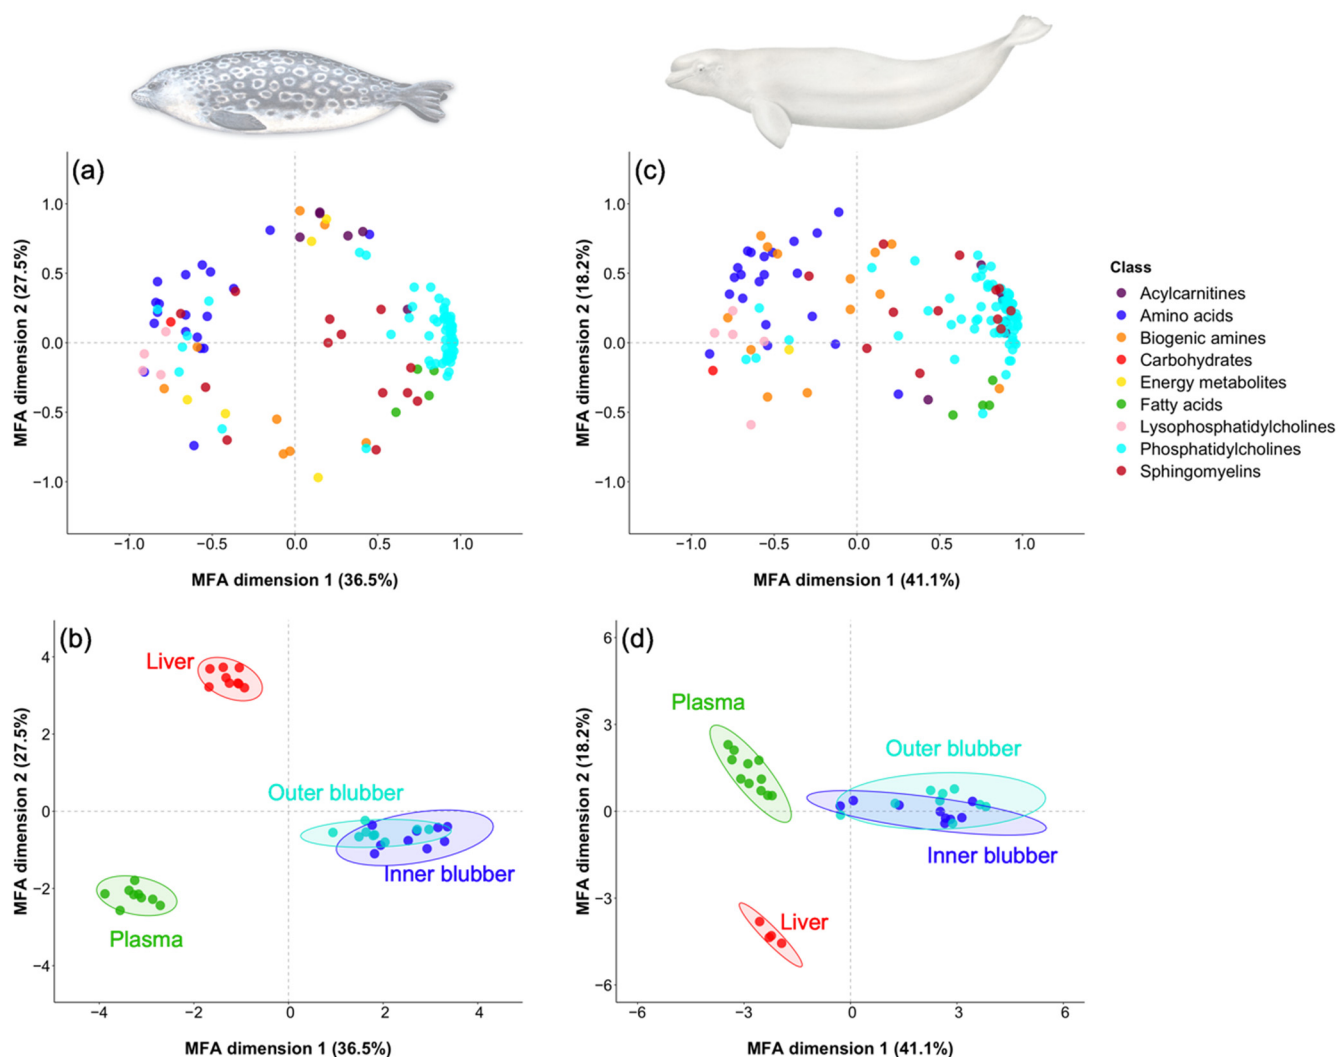 (a)
1.0
0.5
0.0
−0.5
−1.0
MFA dimension 2 (27.5%)
−1.0
−0.5
0.0
0.5
1.0
MFA dimension 1 (36.5%)
(c)
1.0
0.5
0.0
−0.5
−1.0
MFA dimension 2 (18.2%)
−1.0
−0.5
0.0
0.5
1.0
MFA dimension 1 (41.1%)
Class
Acylcarnitines
Amino acids
Biogenic amines
Carbohydrates
Energy metabolites
Fatty acids
Lysophosphatidylcholines
Phosphatidylcholines
Sphingomyelins
(b)
4
2
0
−2
−4
MFA dimension 2 (27.5%)
Liver
Outer blubber
Inner blubber
Plasma
−4
−2
0
2
4
MFA dimension 1 (36.5%)
(d)
6
3
0
−3
−6
MFA dimension 2 (18.2%)
Plasma
Outer blubber
Inner blubber
Liver
−6
−3
0
3
6
MFA dimension 1 (41.1%)